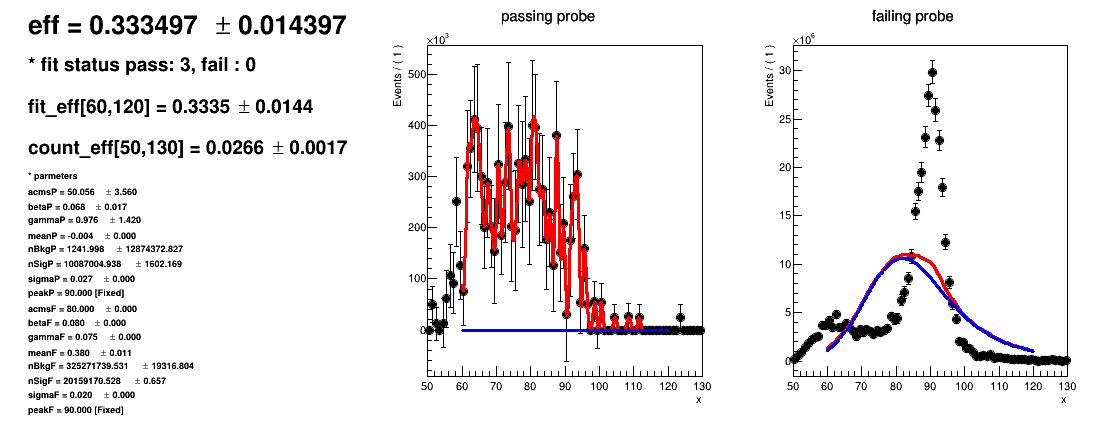 eff = 0.333497 ± 0.014397
* fit status pass: 3, fail : 0
fit_eff[60,120] = 0.3335 ± 0.0144
count_eff[50,130] = 0.0266 ± 0.0017
* parmeters
acmsP = 50.056 ± 3.560
betaP = 0.068 ± 0.017
gammaP = 0.976 ± 1.420
meanP = -0.004 ± 0.000
nBkgP = 1241.998 ± 12874372.827
nSigP = 10087004.938 ± 1602.169
sigmaP = 0.027 ± 0.000
peakP = 90.000 [Fixed]
acmsF = 80.000 ± 0.000
betaF = 0.080 ± 0.000
gammaF = 0.075 ± 0.000
meanF = 0.380 ± 0.011
nBkgF = 325271739.531 ± 19316.804
nSigF = 20159170.528 ± 0.657
sigmaF = 0.020 ± 0.000
peakF = 90.000 [Fixed]
passing probe
×10³
Events / ( 1 )
500
400
300
200
100
0
50 60 70 80 90 100 110 120 130
x
failing probe
×10⁶
Events / ( 1 )
30
25
20
15
10
5
0
50 60 70 80 90 100 110 120 130
x